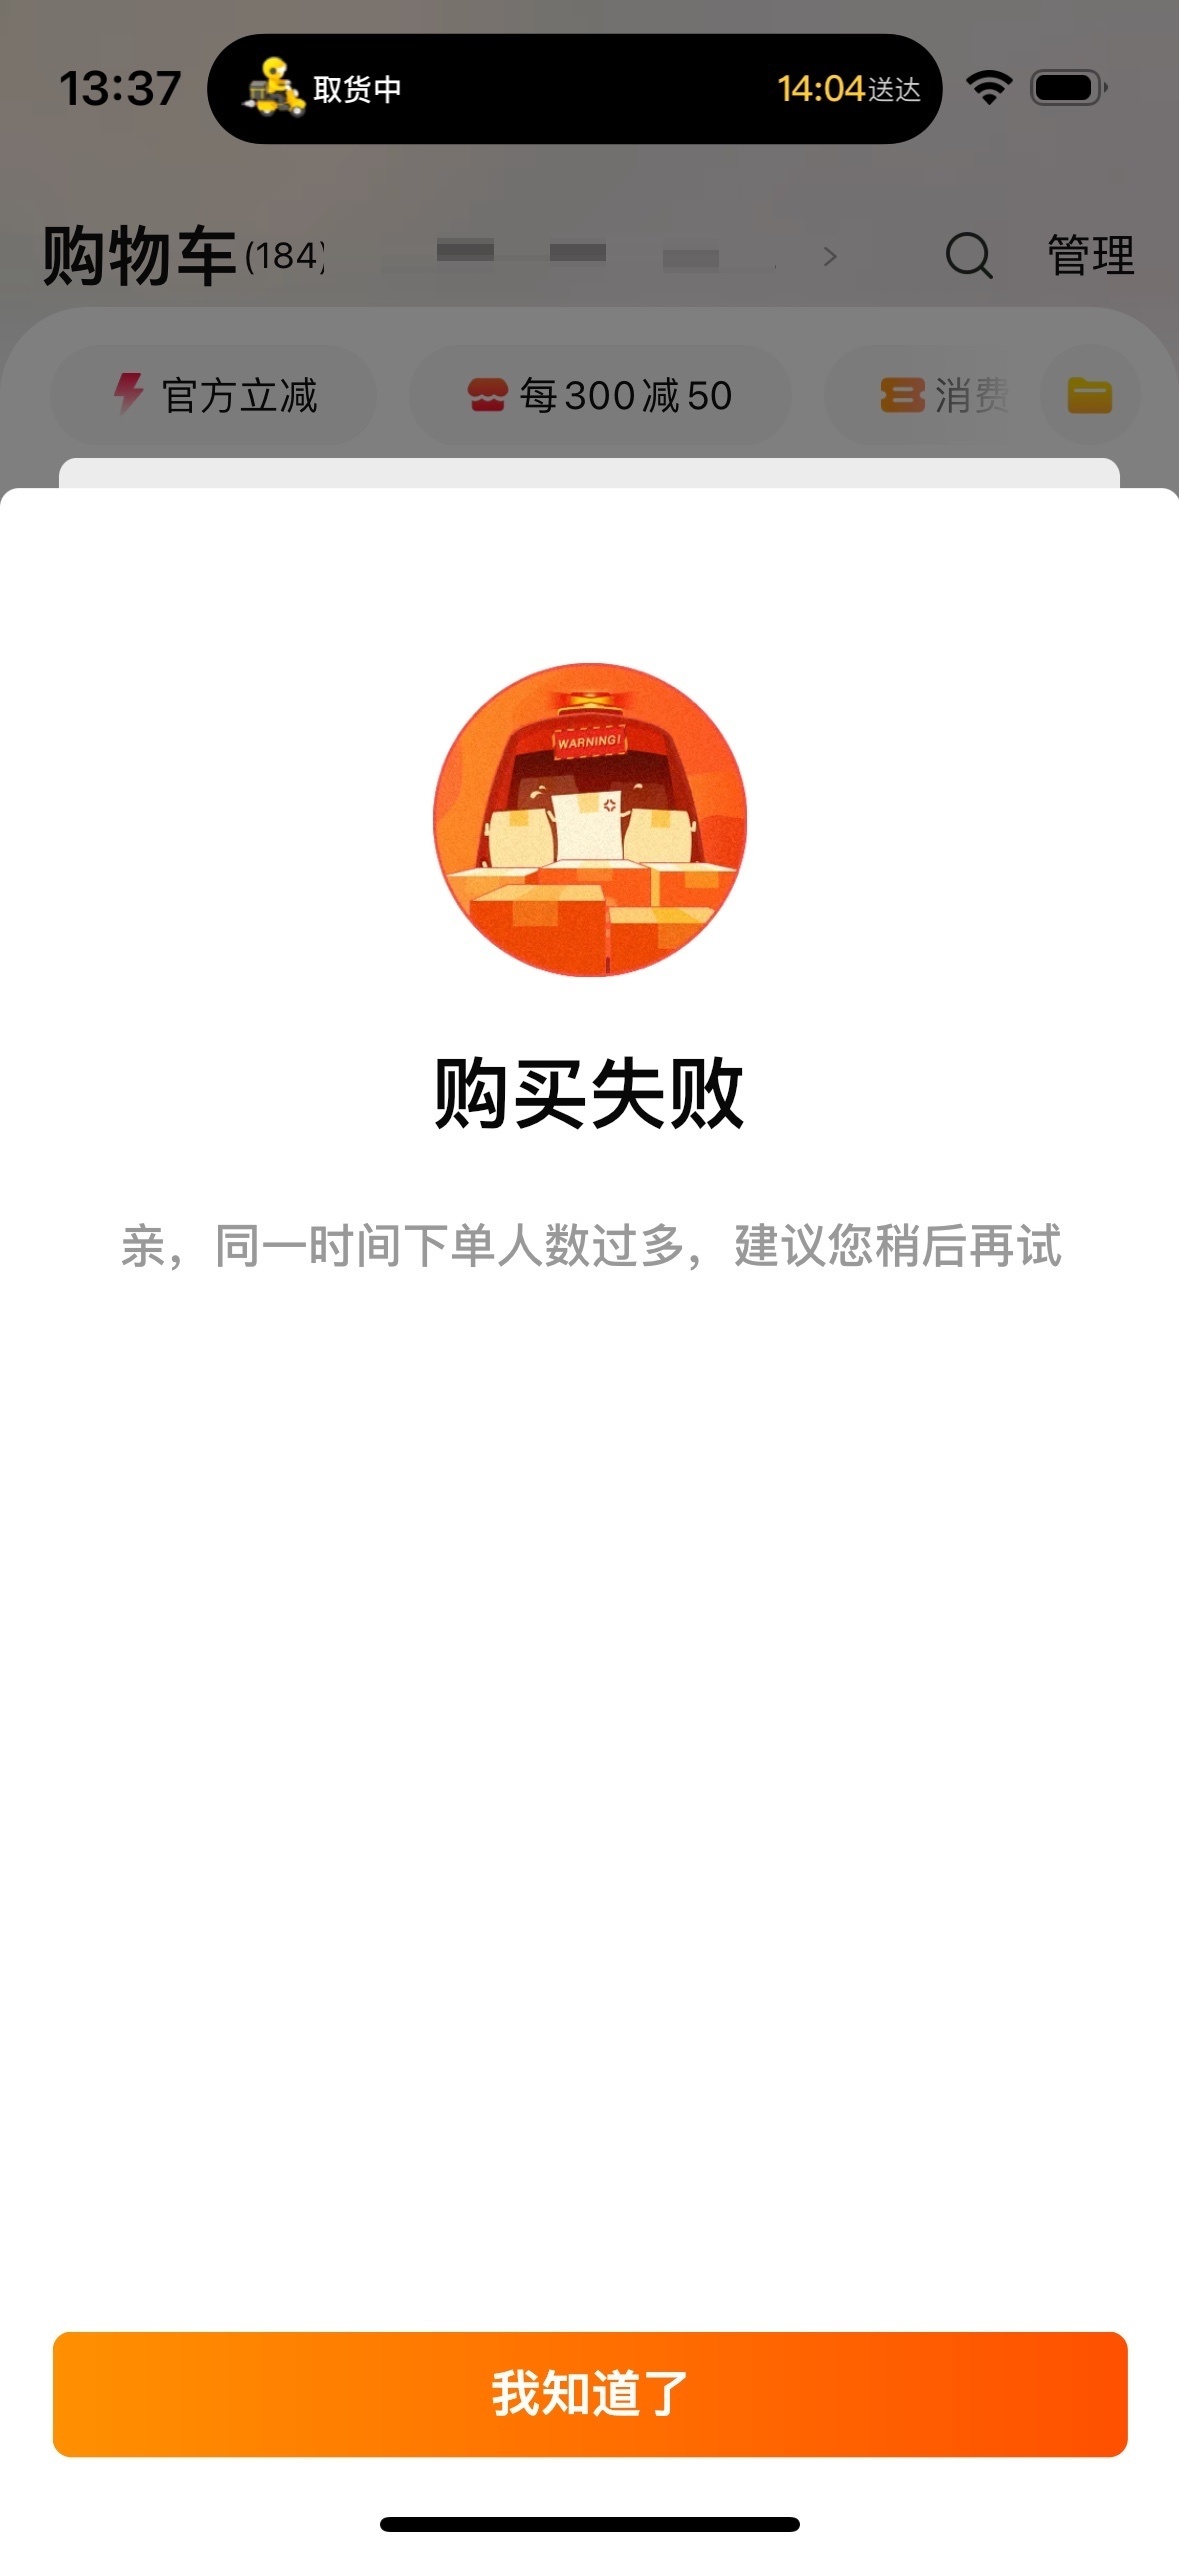 13:37
取货中
14:04送达
购物车(184)
管理
官方立减
每300减50
消费
WARNING!
购买失败
亲，同一时间下单人数过多，建议您稍后再试
我知道了